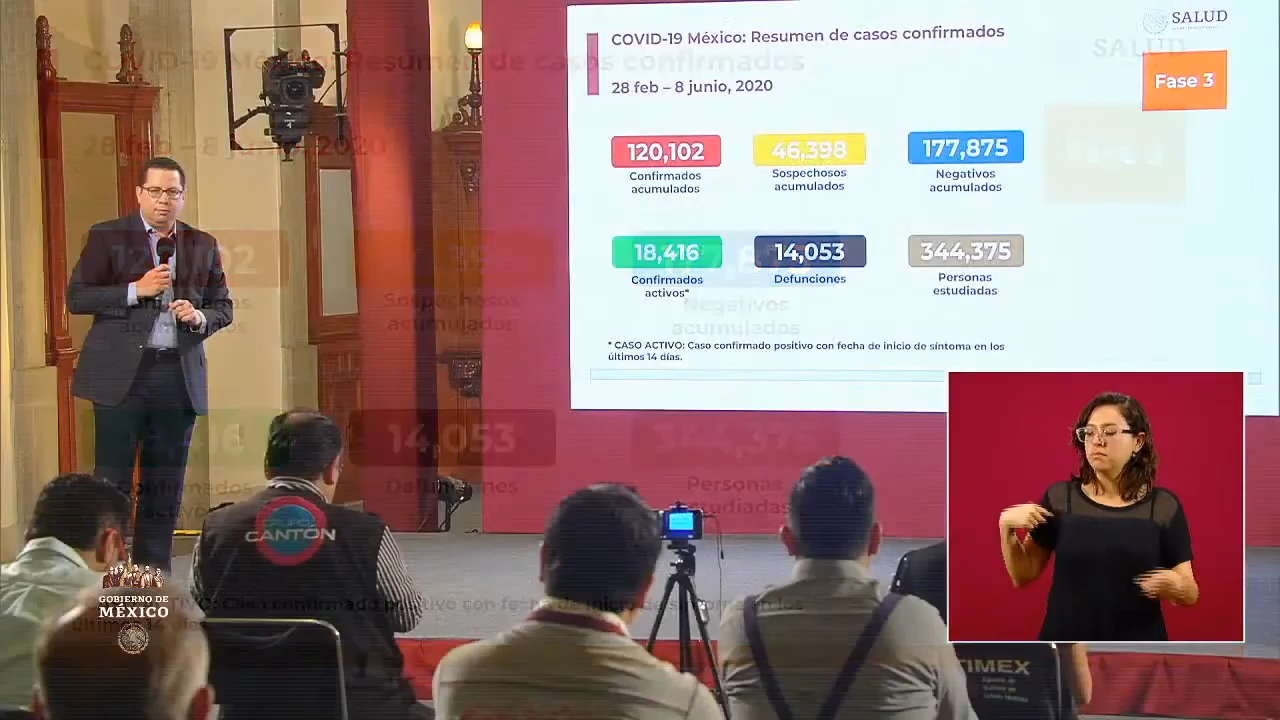 COVID-19 México: Resumen de casos confirmados
28 feb – 8 junio, 2020
SALUD
Fase 3
120,102
Confirmados
acumulados
46,398
Sospechosos
acumulados
177,875
Negativos
acumulados
18,416
Confirmados
activos*
14,053
Defunciones
344,375
Personas
estudiadas
* CASO ACTIVO: Caso confirmado positivo con fecha de inicio de síntoma en los
últimos 14 días.
GRUPO
CANTÓN
GOBIERNO DE
MÉXICO
TIMEX